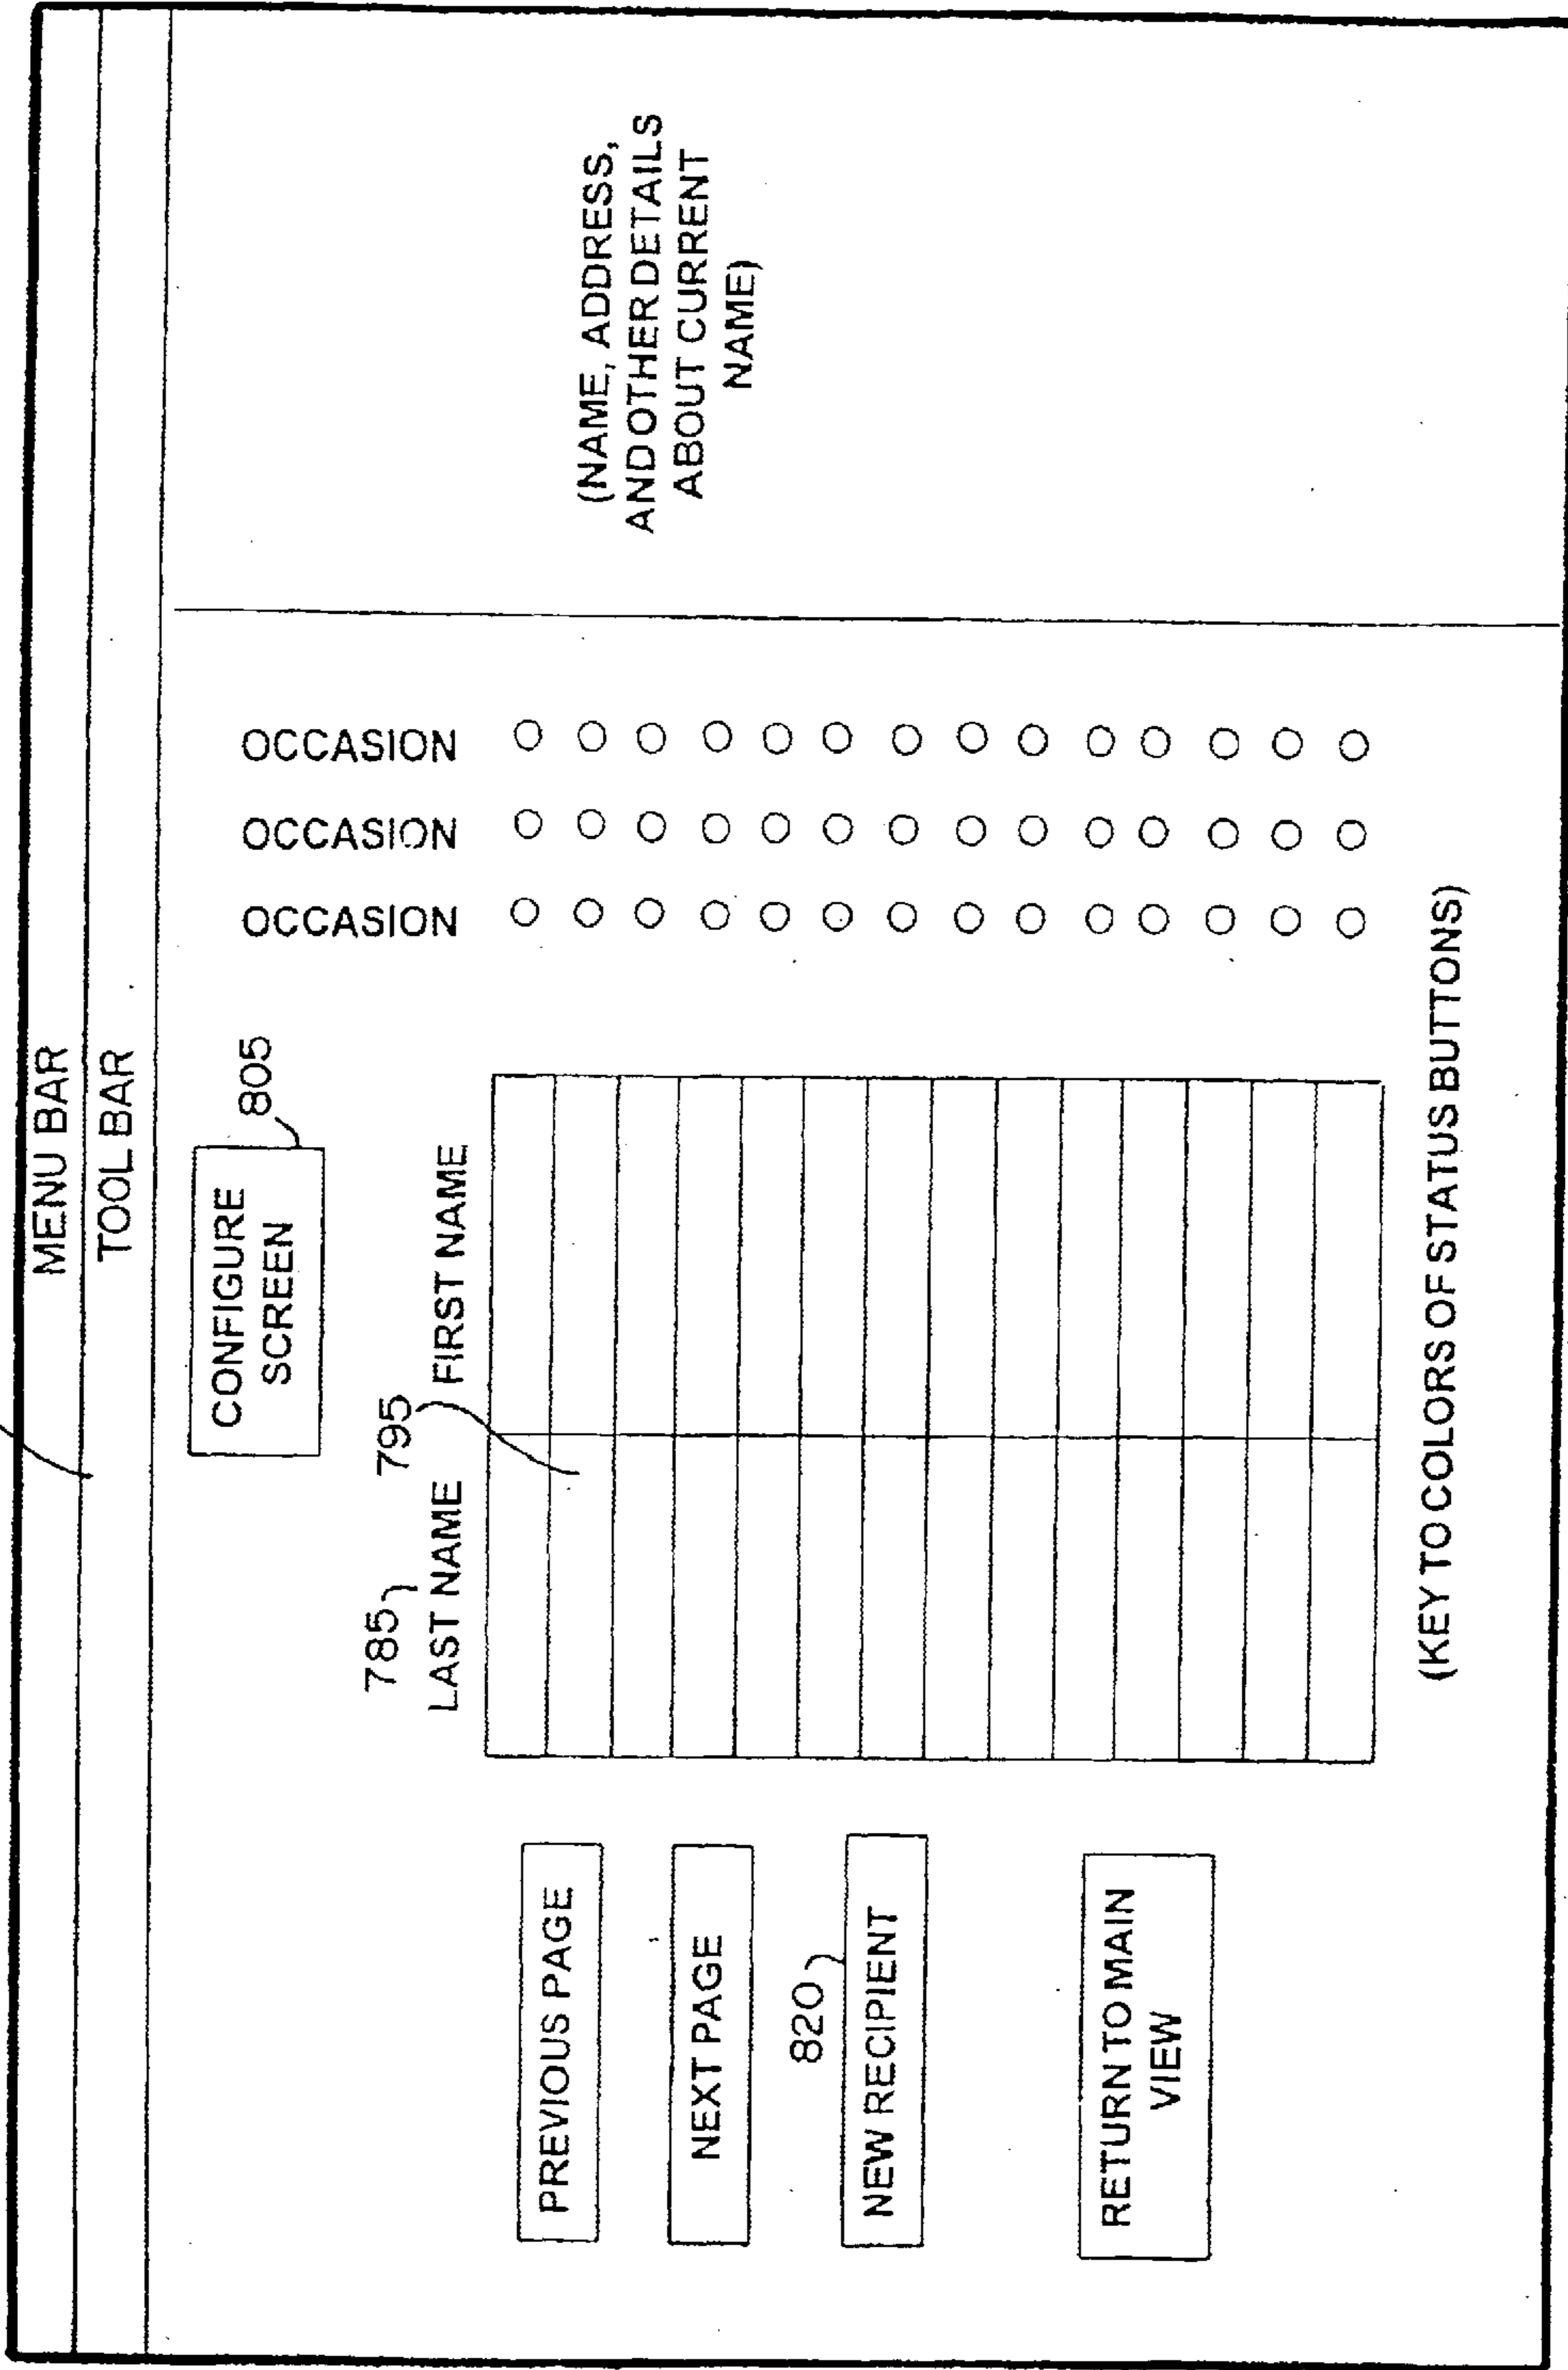 MENU BAR
TOOL BAR
CONFIGURE
SCREEN
805
785
795
LAST NAME
FIRST NAME
OCCASION
OCCASION
OCCASION
PREVIOUS PAGE
NEXT PAGE
820
NEW RECIPIENT
RETURN TO MAIN
VIEW
(NAME, ADDRESS,
AND OTHER DETAILS
ABOUT CURRENT
NAME)
(KEY TO COLORS OF STATUS BUTTONS)